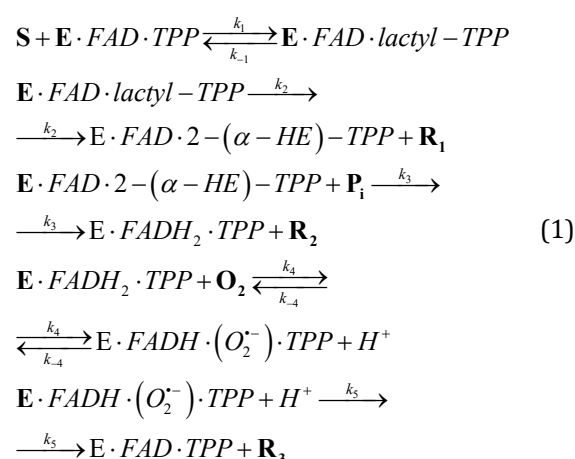 S + E · FAD · TPP ⇄ (k₁ / k₋₁) E · FAD · lactyl − TPP
E · FAD · lactyl − TPP —k₂→
—k₂→ E · FAD · 2 − (α − HE) − TPP + R₁
E · FAD · 2 − (α − HE) − TPP + Pᵢ —k₃→
—k₃→ E · FADH₂ · TPP + R₂ (1)
E · FADH₂ · TPP + O₂ ⇄ (k₄ / k₋₄)
⇄ (k₄ / k₋₄) E · FADH · (O₂•−) · TPP + H⁺
E · FADH · (O₂•−) · TPP + H⁺ —k₅→
—k₅→ E · FAD · TPP + R₃